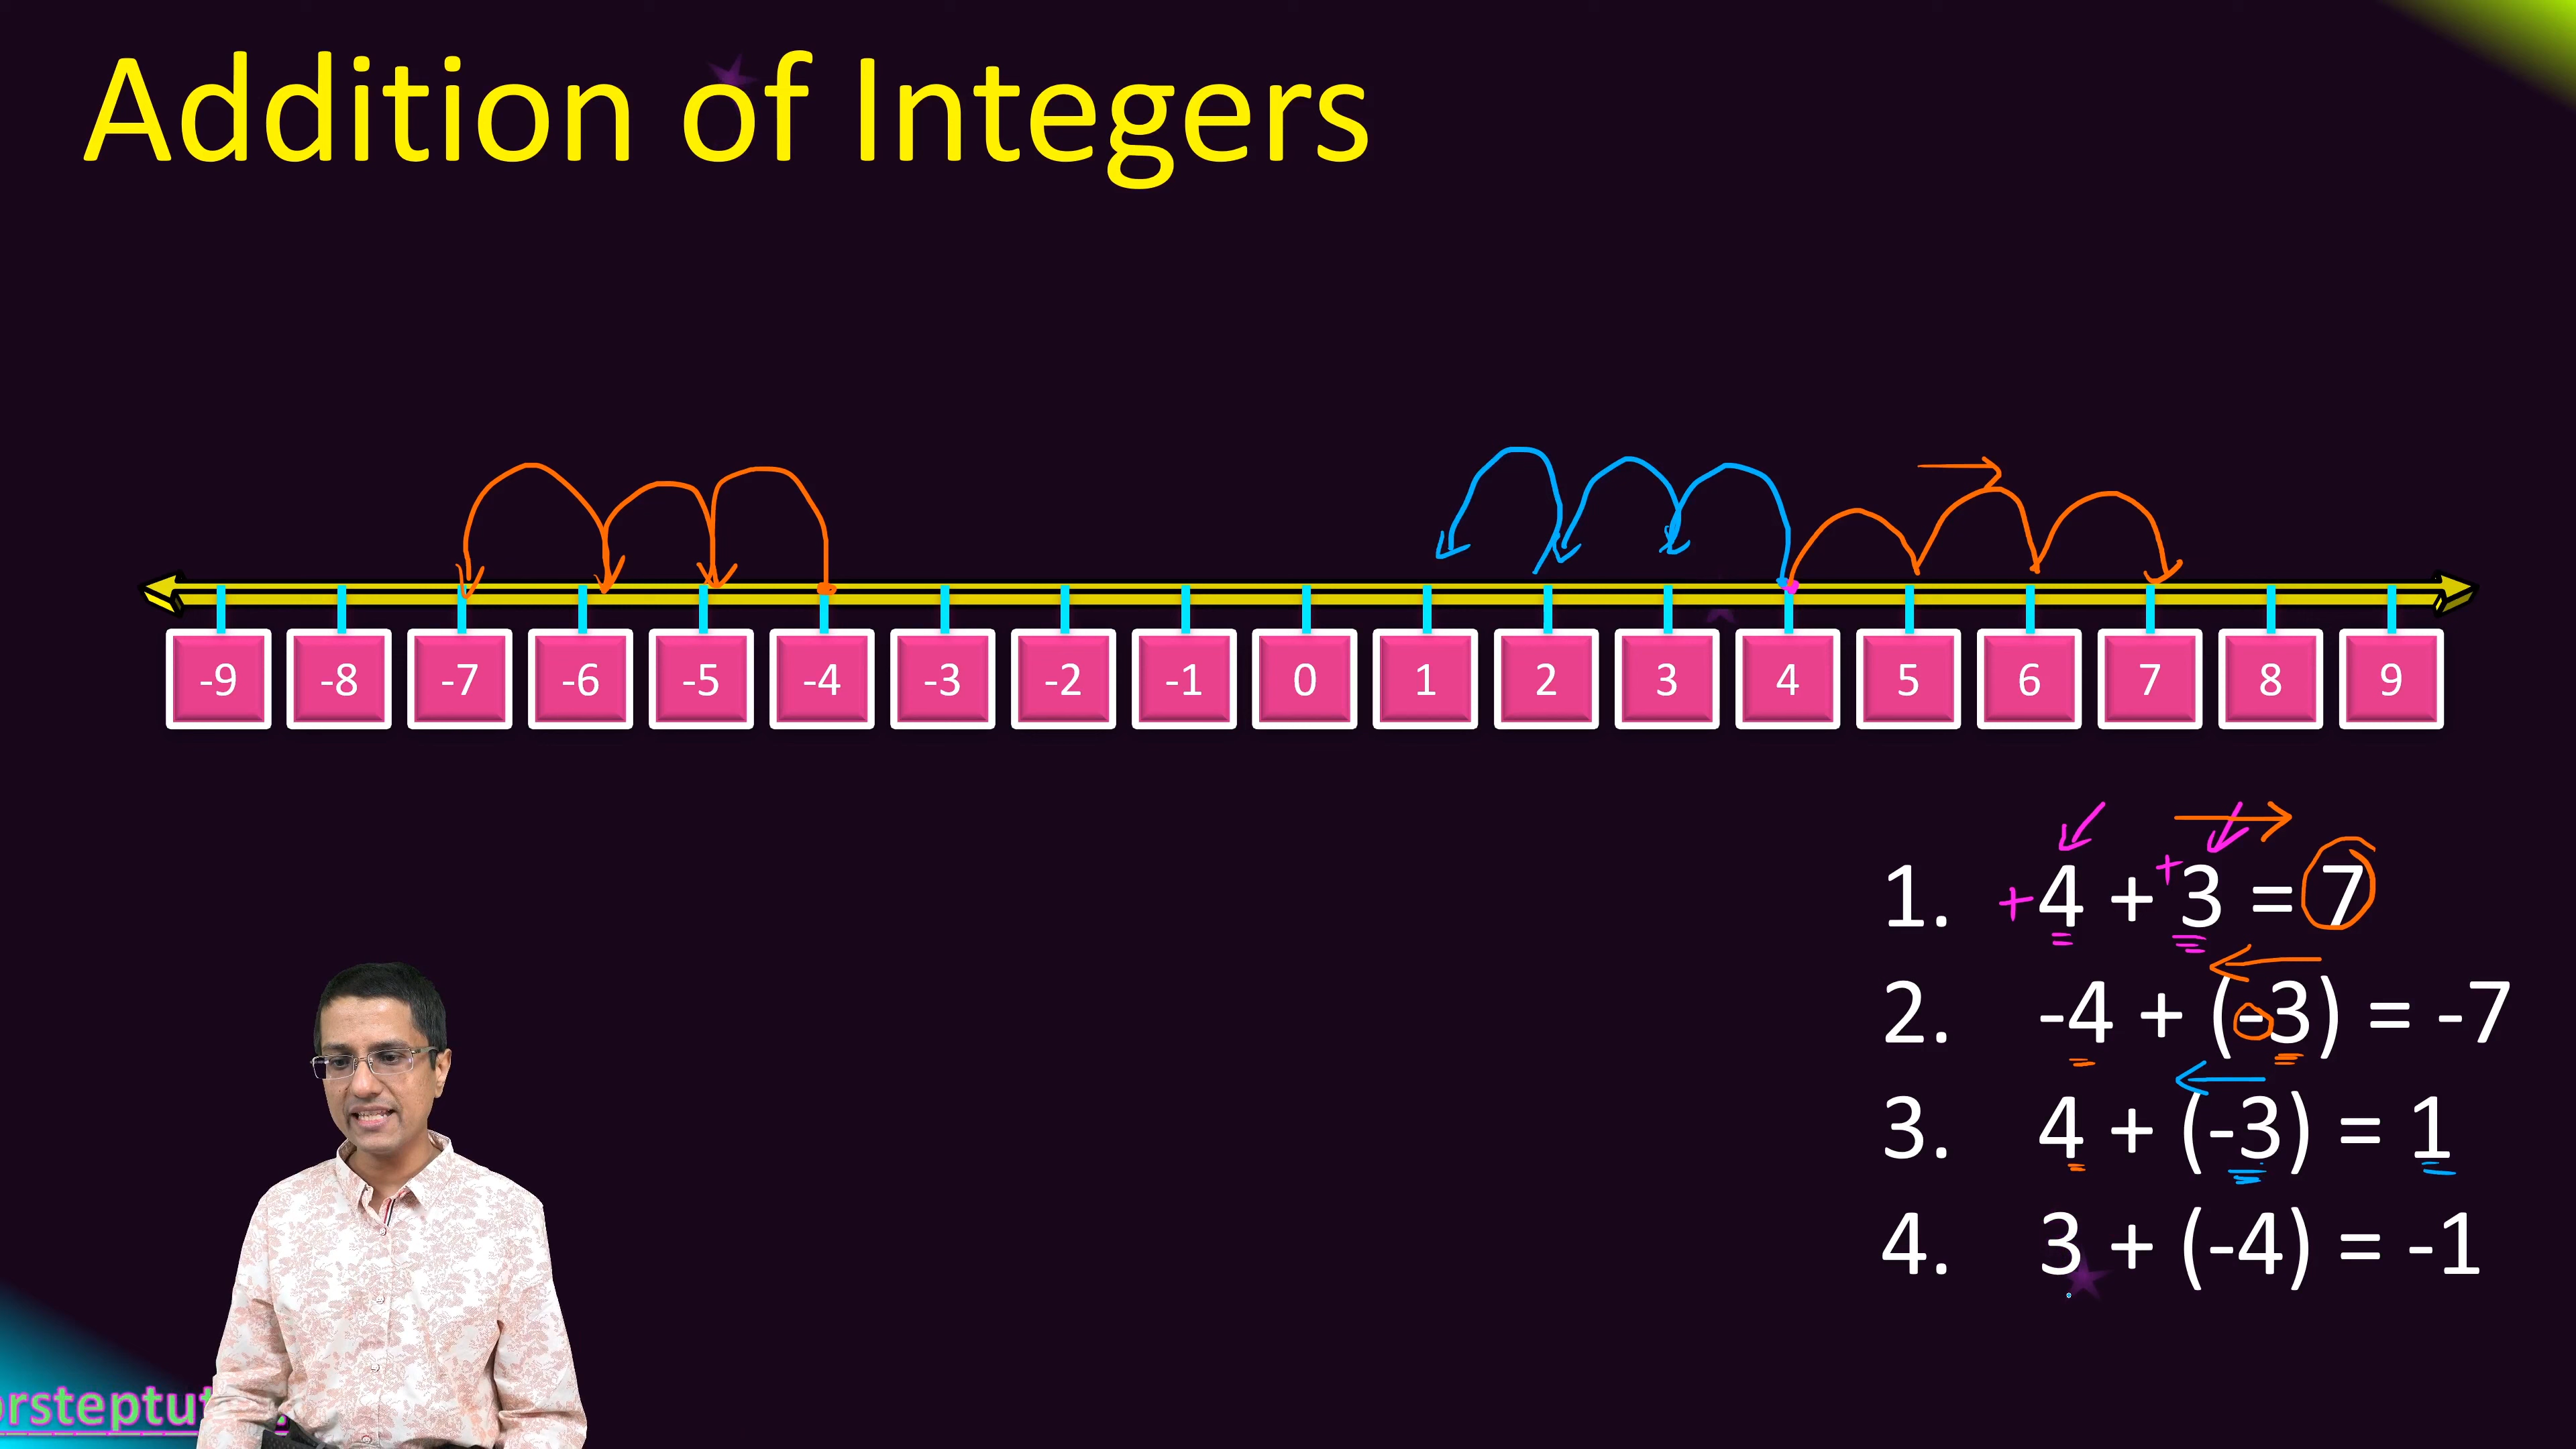 Addition of Integers
-9 -8 -7 -6 -5 -4 -3 -2 -1 0 1 2 3 4 5 6 7 8 9
1. +4 + +3 = 7
2. -4 + (-3) = -7
3. 4 + (-3) = 1
4. 3 + (-4) = -1